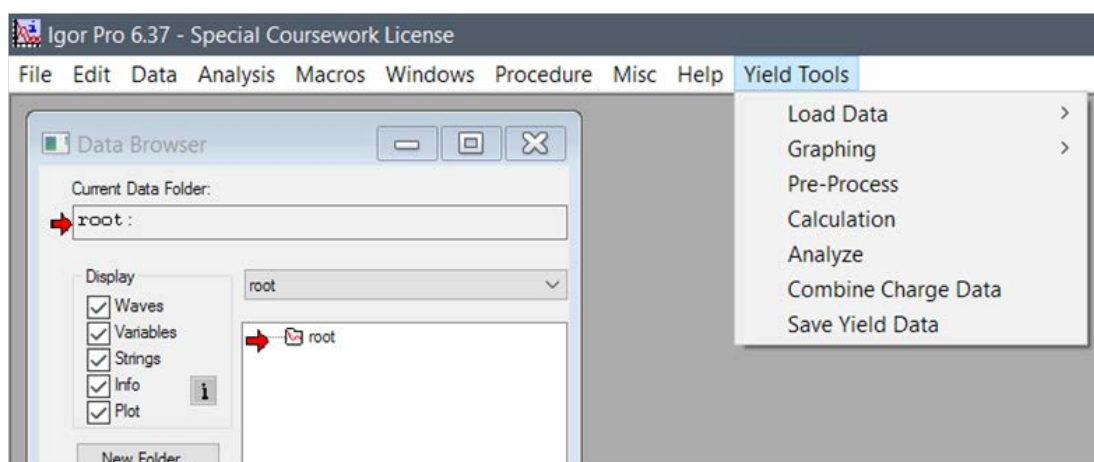 Igor Pro 6.37 - Special Coursework License
File Edit Data Analysis Macros Windows Procedure Misc Help Yield Tools
Load Data
Graphing
Pre-Process
Calculation
Analyze
Combine Charge Data
Save Yield Data
Data Browser
Current Data Folder:
root:
Display
Waves
Variables
Strings
Info
Plot
i
root
root
New Folder